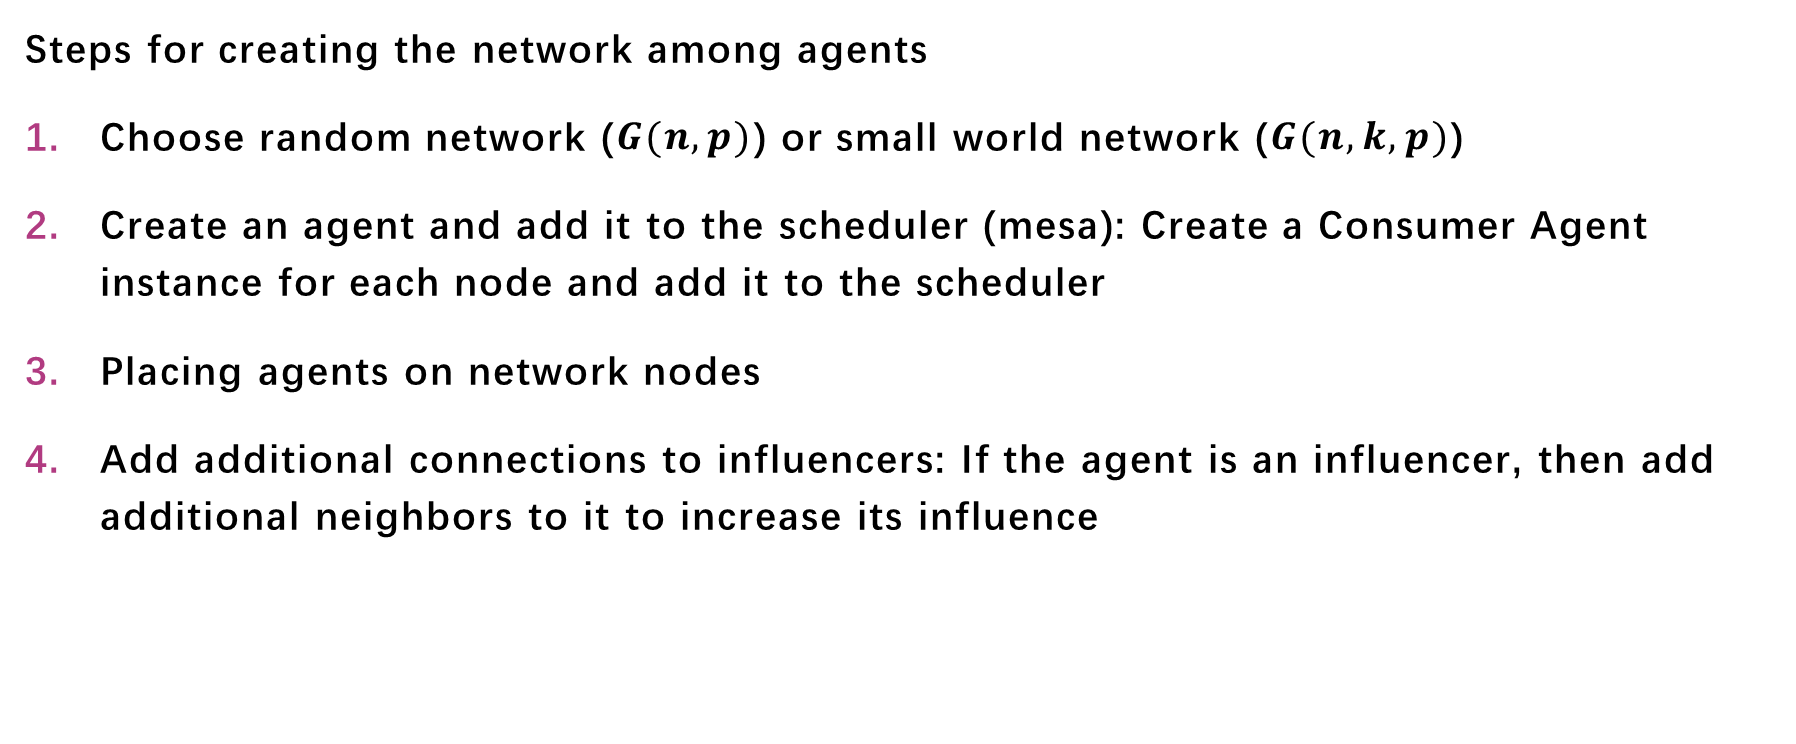 Steps for creating the network among agents
1. Choose random network (G(n, p)) or small world network (G(n, k, p))
2. Create an agent and add it to the scheduler (mesa): Create a Consumer Agent
instance for each node and add it to the scheduler
3. Placing agents on network nodes
4. Add additional connections to influencers: If the agent is an influencer, then add
additional neighbors to it to increase its influence